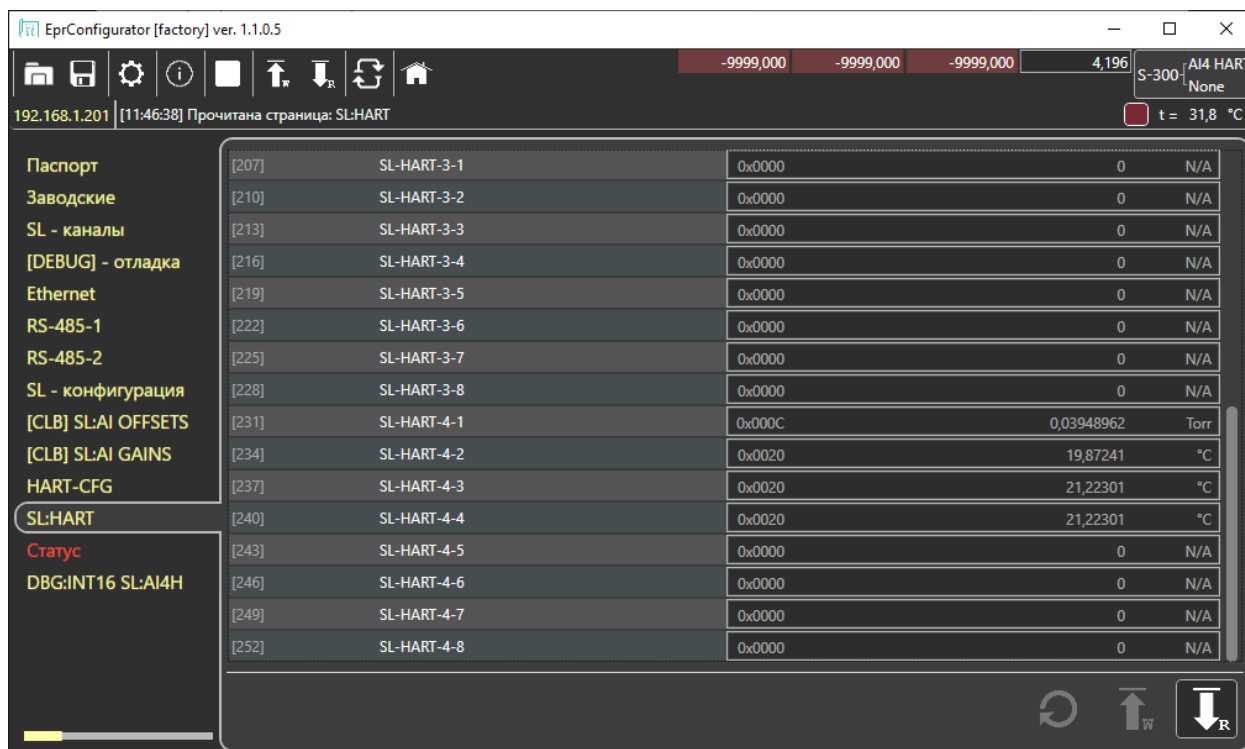 EprConfigurator [factory] ver. 1.1.0.5
-9999,000 -9999,000 -9999,000 4,196 S-300 AI4 HART
None
192.168.1.201 [11:46:38] Прочитана страница: SL:HART t = 31,8 °C
Паспорт
Заводские
SL - каналы
[DEBUG] - отладка
Ethernet
RS-485-1
RS-485-2
SL - конфигурация
[CLB] SL:AI OFFSETS
[CLB] SL:AI GAINS
HART-CFG
SL:HART
Статус
DBG:INT16 SL:AI4H
[207] SL-HART-3-1 0x0000 0 N/A
[210] SL-HART-3-2 0x0000 0 N/A
[213] SL-HART-3-3 0x0000 0 N/A
[216] SL-HART-3-4 0x0000 0 N/A
[219] SL-HART-3-5 0x0000 0 N/A
[222] SL-HART-3-6 0x0000 0 N/A
[225] SL-HART-3-7 0x0000 0 N/A
[228] SL-HART-3-8 0x0000 0 N/A
[231] SL-HART-4-1 0x000C 0,03948962 Torr
[234] SL-HART-4-2 0x0020 19,87241 °C
[237] SL-HART-4-3 0x0020 21,22301 °C
[240] SL-HART-4-4 0x0020 21,22301 °C
[243] SL-HART-4-5 0x0000 0 N/A
[246] SL-HART-4-6 0x0000 0 N/A
[249] SL-HART-4-7 0x0000 0 N/A
[252] SL-HART-4-8 0x0000 0 N/A
W R